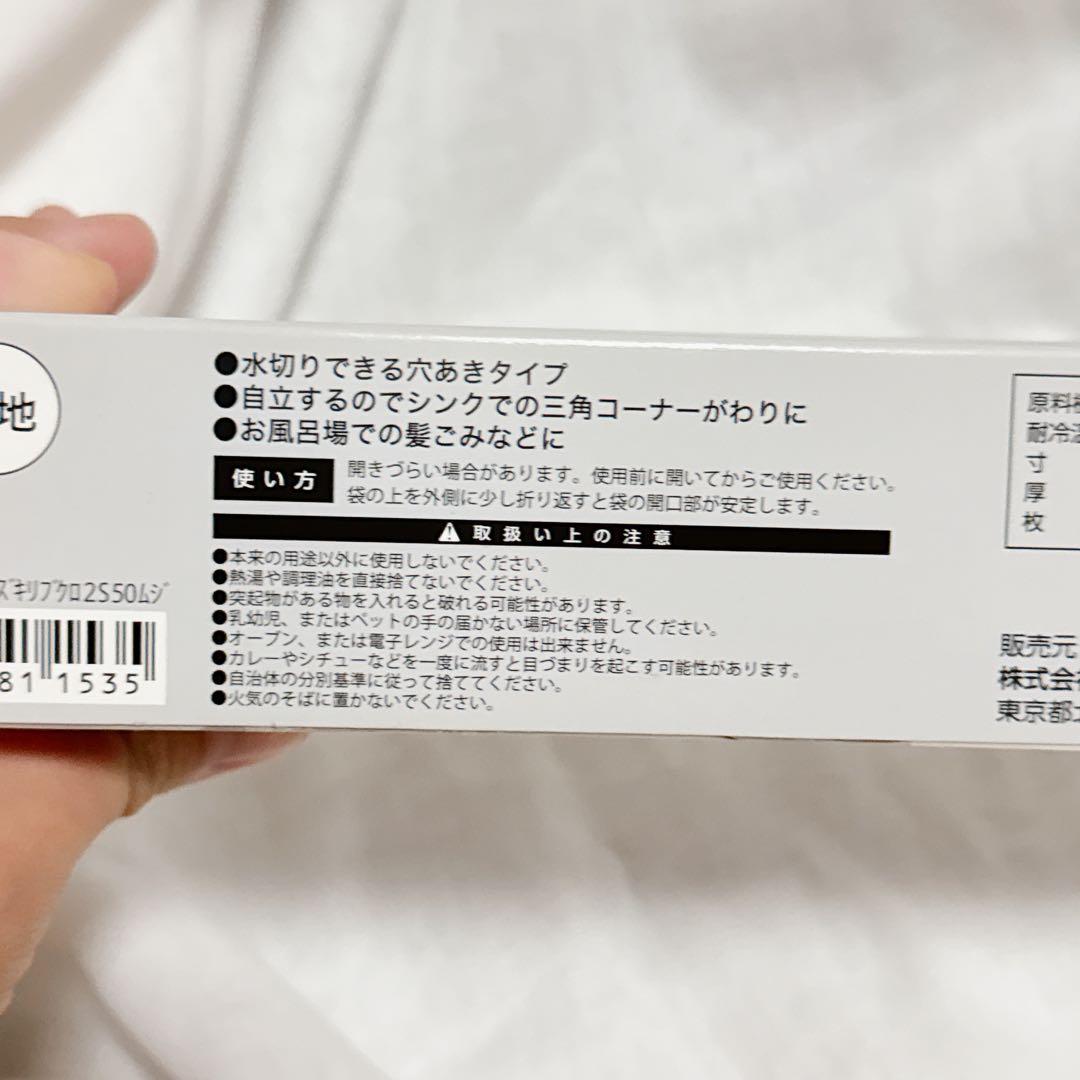 地
●水切りできる穴あきタイプ
●自立するのでシンクでの三角コーナーがわりに
●お風呂場での髪ごみなどに
使い方
開きづらい場合があります。使用前に開いてからご使用ください。
袋の上を外側に少し折り返すと袋の開口部が安定します。
取扱い上の注意
●本来の用途以外に使用しないでください。
●熱湯や調理油を直接捨てないでください。
●突起物がある物を入れると破れる可能性があります。
●乳幼児、またはペットの手の届かない場所に保管してください。
●オーブン、または電子レンジでの使用は出来ません。
●カレーやシチューなどを一度に流すと目づまりを起こす可能性があります。
●自治体の分別基準に従って捨ててください。
●火気のそばに置かないでください。
ズキリブクロ2S50ムジ
81 1535
原料
耐冷
寸
厚
枚
販売元
株式会
東京都